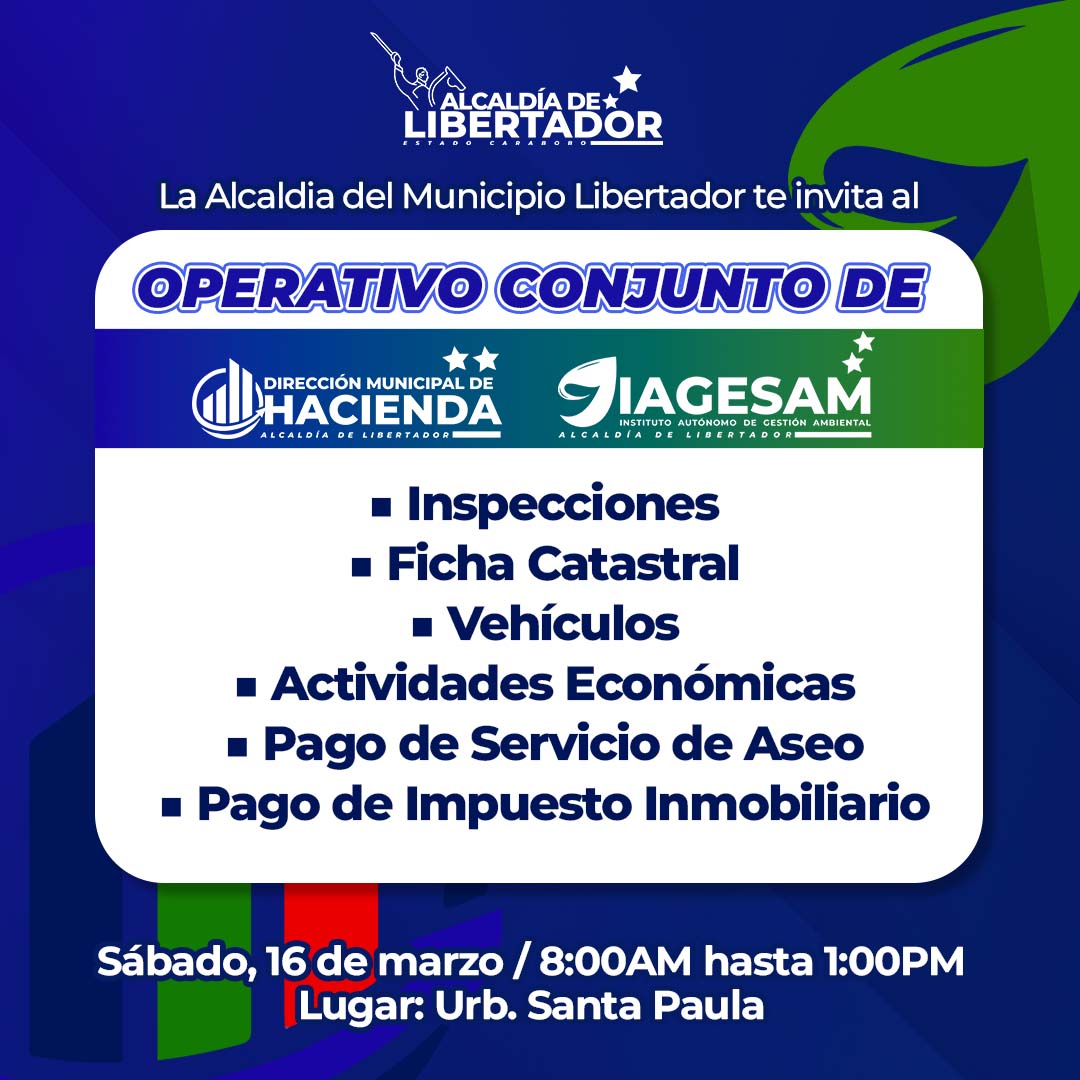 ALCALDÍA DE
LIBERTADOR
ESTADO CARABOBO
La Alcaldia del Municipio Libertador te invita al
OPERATIVO CONJUNTO DE
DIRECCIÓN MUNICIPAL DE
HACIENDA
ALCALDÍA DE LIBERTADOR
IAGESAM
INSTITUTO AUTÓNOMO DE GESTIÓN AMBIENTAL
ALCALDÍA DE LIBERTADOR
▪ Inspecciones
▪ Ficha Catastral
▪ Vehículos
▪ Actividades Económicas
▪ Pago de Servicio de Aseo
▪ Pago de Impuesto Inmobiliario
Sábado, 16 de marzo / 8:00AM hasta 1:00PM
Lugar: Urb. Santa Paula